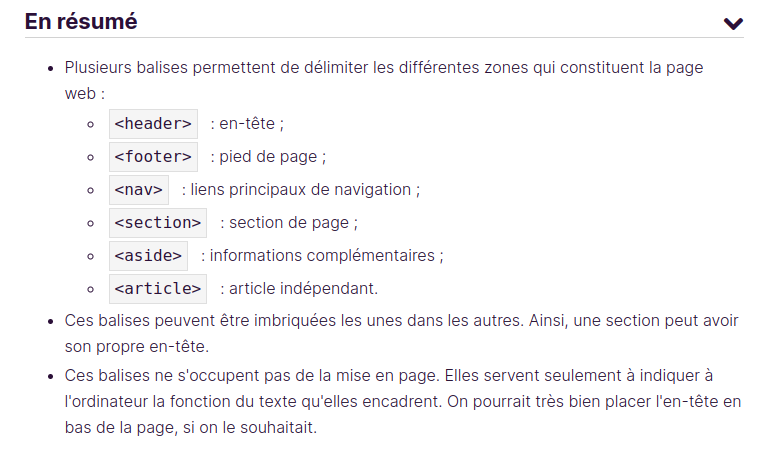 En résumé
Plusieurs balises permettent de délimiter les différentes zones qui constituent la page
web :
<header> : en-tête ;
<footer> : pied de page ;
<nav> : liens principaux de navigation ;
<section> : section de page ;
<aside> : informations complémentaires ;
<article> : article indépendant.
Ces balises peuvent être imbriquées les unes dans les autres. Ainsi, une section peut avoir
son propre en-tête.
Ces balises ne s'occupent pas de la mise en page. Elles servent seulement à indiquer à
l'ordinateur la fonction du texte qu'elles encadrent. On pourrait très bien placer l'en-tête en
bas de la page, si on le souhaitait.